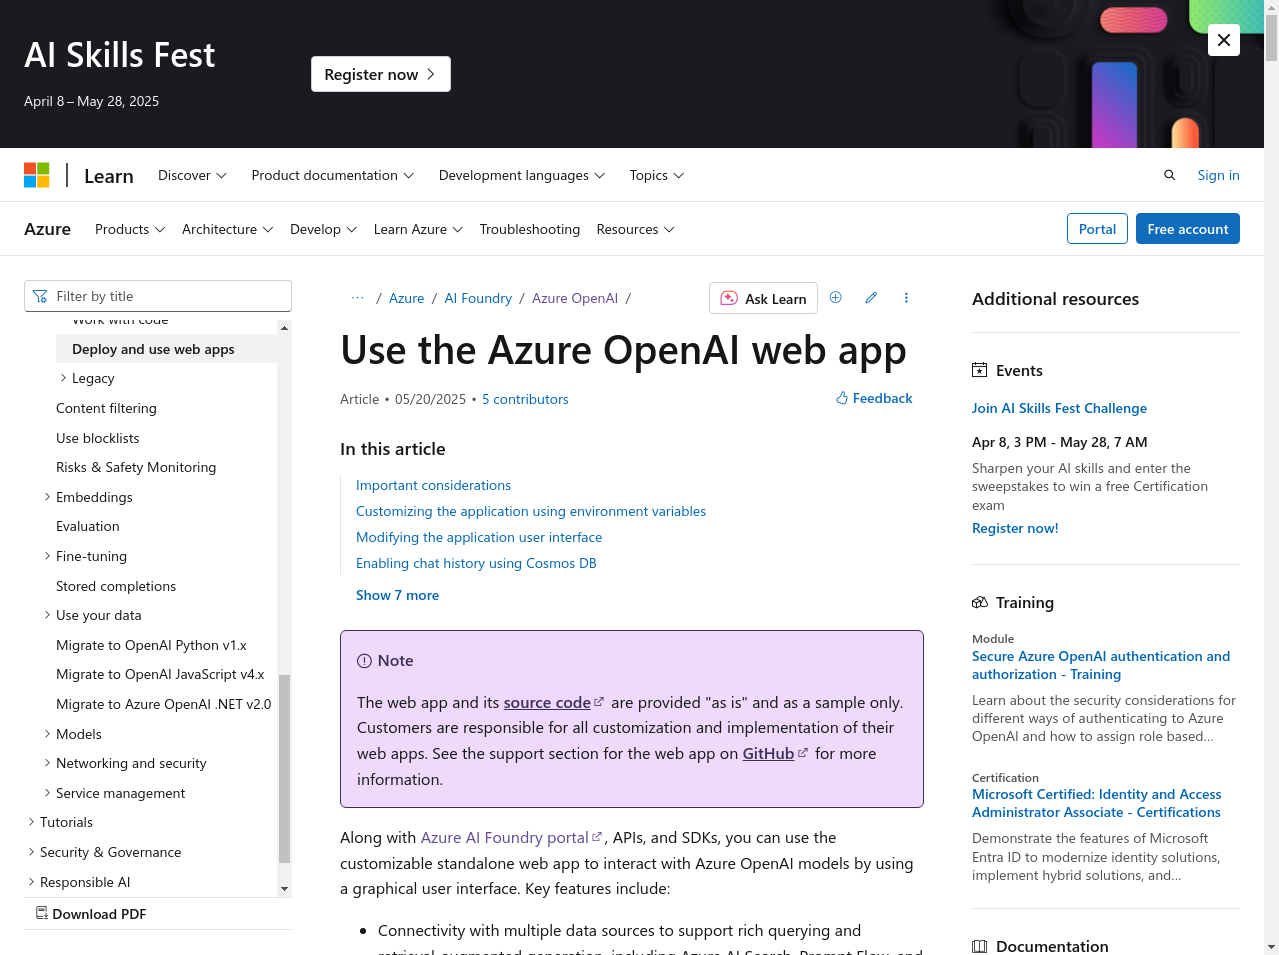 AI Skills Fest
April 8 – May 28, 2025
Register now
Learn
Discover
Product documentation
Development languages
Topics
Sign in
Azure
Products
Architecture
Develop
Learn Azure
Troubleshooting
Resources
Portal
Free account
Filter by title
Work with code
Deploy and use web apps
Legacy
Content filtering
Use blocklists
Risks & Safety Monitoring
Embeddings
Evaluation
Fine-tuning
Stored completions
Use your data
Migrate to OpenAI Python v1.x
Migrate to OpenAI JavaScript v4.x
Migrate to Azure OpenAI .NET v2.0
Models
Networking and security
Service management
Tutorials
Security & Governance
Responsible AI
Download PDF
··· / Azure / AI Foundry / Azure OpenAI /
Ask Learn
Use the Azure OpenAI web app
Article • 05/20/2025 • 5 contributors
Feedback
In this article
Important considerations
Customizing the application using environment variables
Modifying the application user interface
Enabling chat history using Cosmos DB
Show 7 more
Note
The web app and its source code are provided "as is" and as a sample only.
Customers are responsible for all customization and implementation of their
web apps. See the support section for the web app on GitHub for more
information.
Along with Azure AI Foundry portal, APIs, and SDKs, you can use the
customizable standalone web app to interact with Azure OpenAI models by using
a graphical user interface. Key features include:
• Connectivity with multiple data sources to support rich querying and
retrieval-augmented generation, including Azure AI Search, Prompt Flow, and
Additional resources
Events
Join AI Skills Fest Challenge
Apr 8, 3 PM - May 28, 7 AM
Sharpen your AI skills and enter the
sweepstakes to win a free Certification
exam
Register now!
Training
Module
Secure Azure OpenAI authentication and
authorization - Training
Learn about the security considerations for
different ways of authenticating to Azure
OpenAI and how to assign role based…
Certification
Microsoft Certified: Identity and Access
Administrator Associate - Certifications
Demonstrate the features of Microsoft
Entra ID to modernize identity solutions,
implement hybrid solutions, and…
Documentation